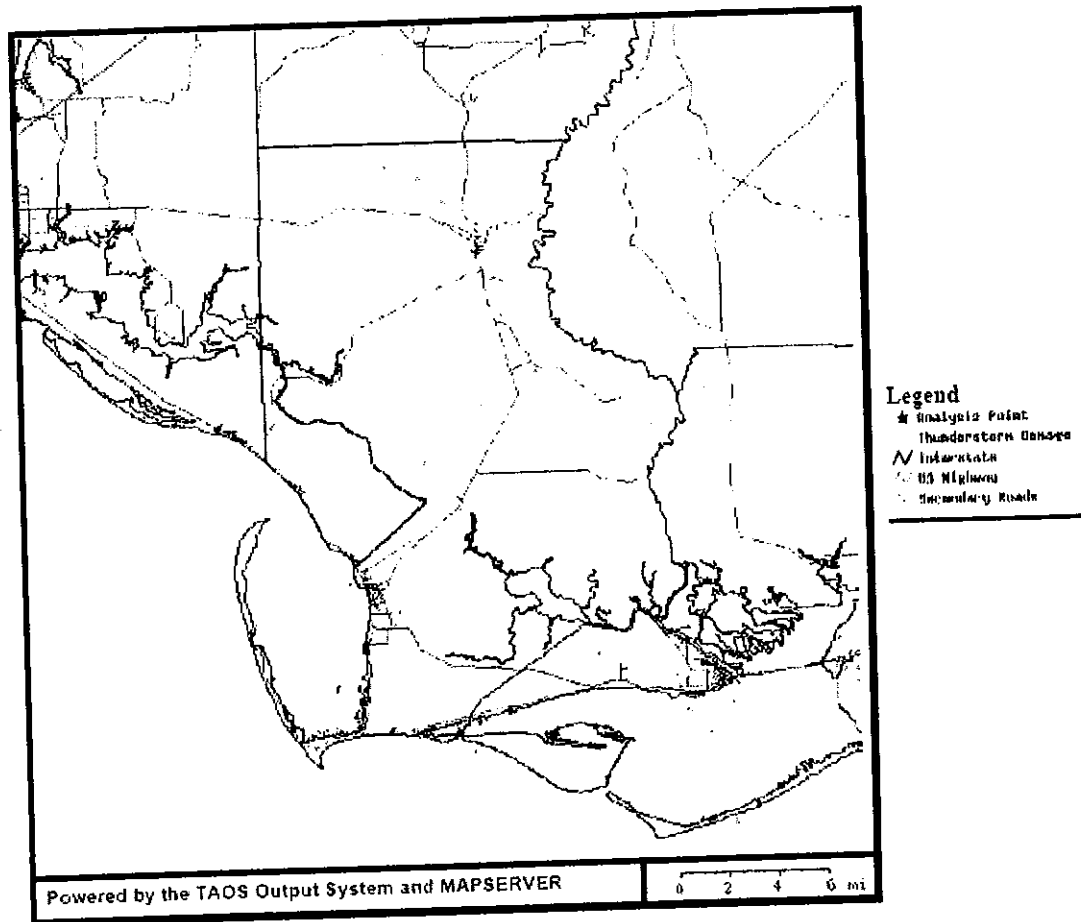 Legend
Analysis Point
Thunderstorm Damage
Interstate
US Highway
Secondary Roads
Powered by the TAOS Output System and MAPSERVER
0 2 4 6 mi